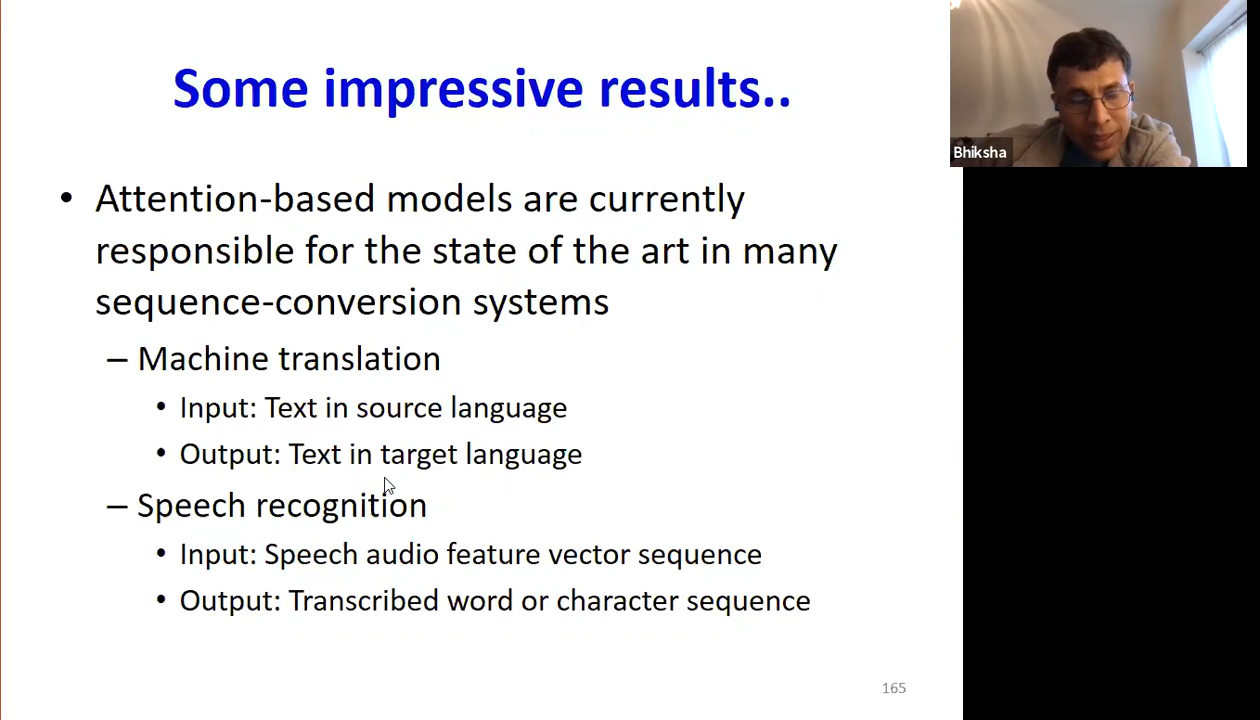 Some impressive results..
Bhiksha
• Attention-based models are currently
responsible for the state of the art in many
sequence-conversion systems
– Machine translation
• Input: Text in source language
• Output: Text in target language
– Speech recognition
• Input: Speech audio feature vector sequence
• Output: Transcribed word or character sequence
165